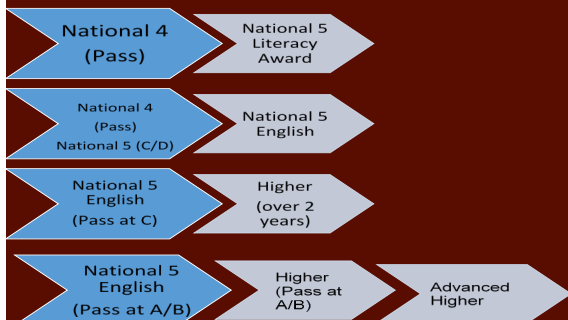 National 4
(Pass)
National 5
Literacy
Award
National 4
(Pass)
National 5 (C/D)
National 5
English
National 5
English
(Pass at C)
Higher
(over 2
years)
National 5
English
(Pass at A/B)
Higher
(Pass at
A/B)
Advanced
Higher